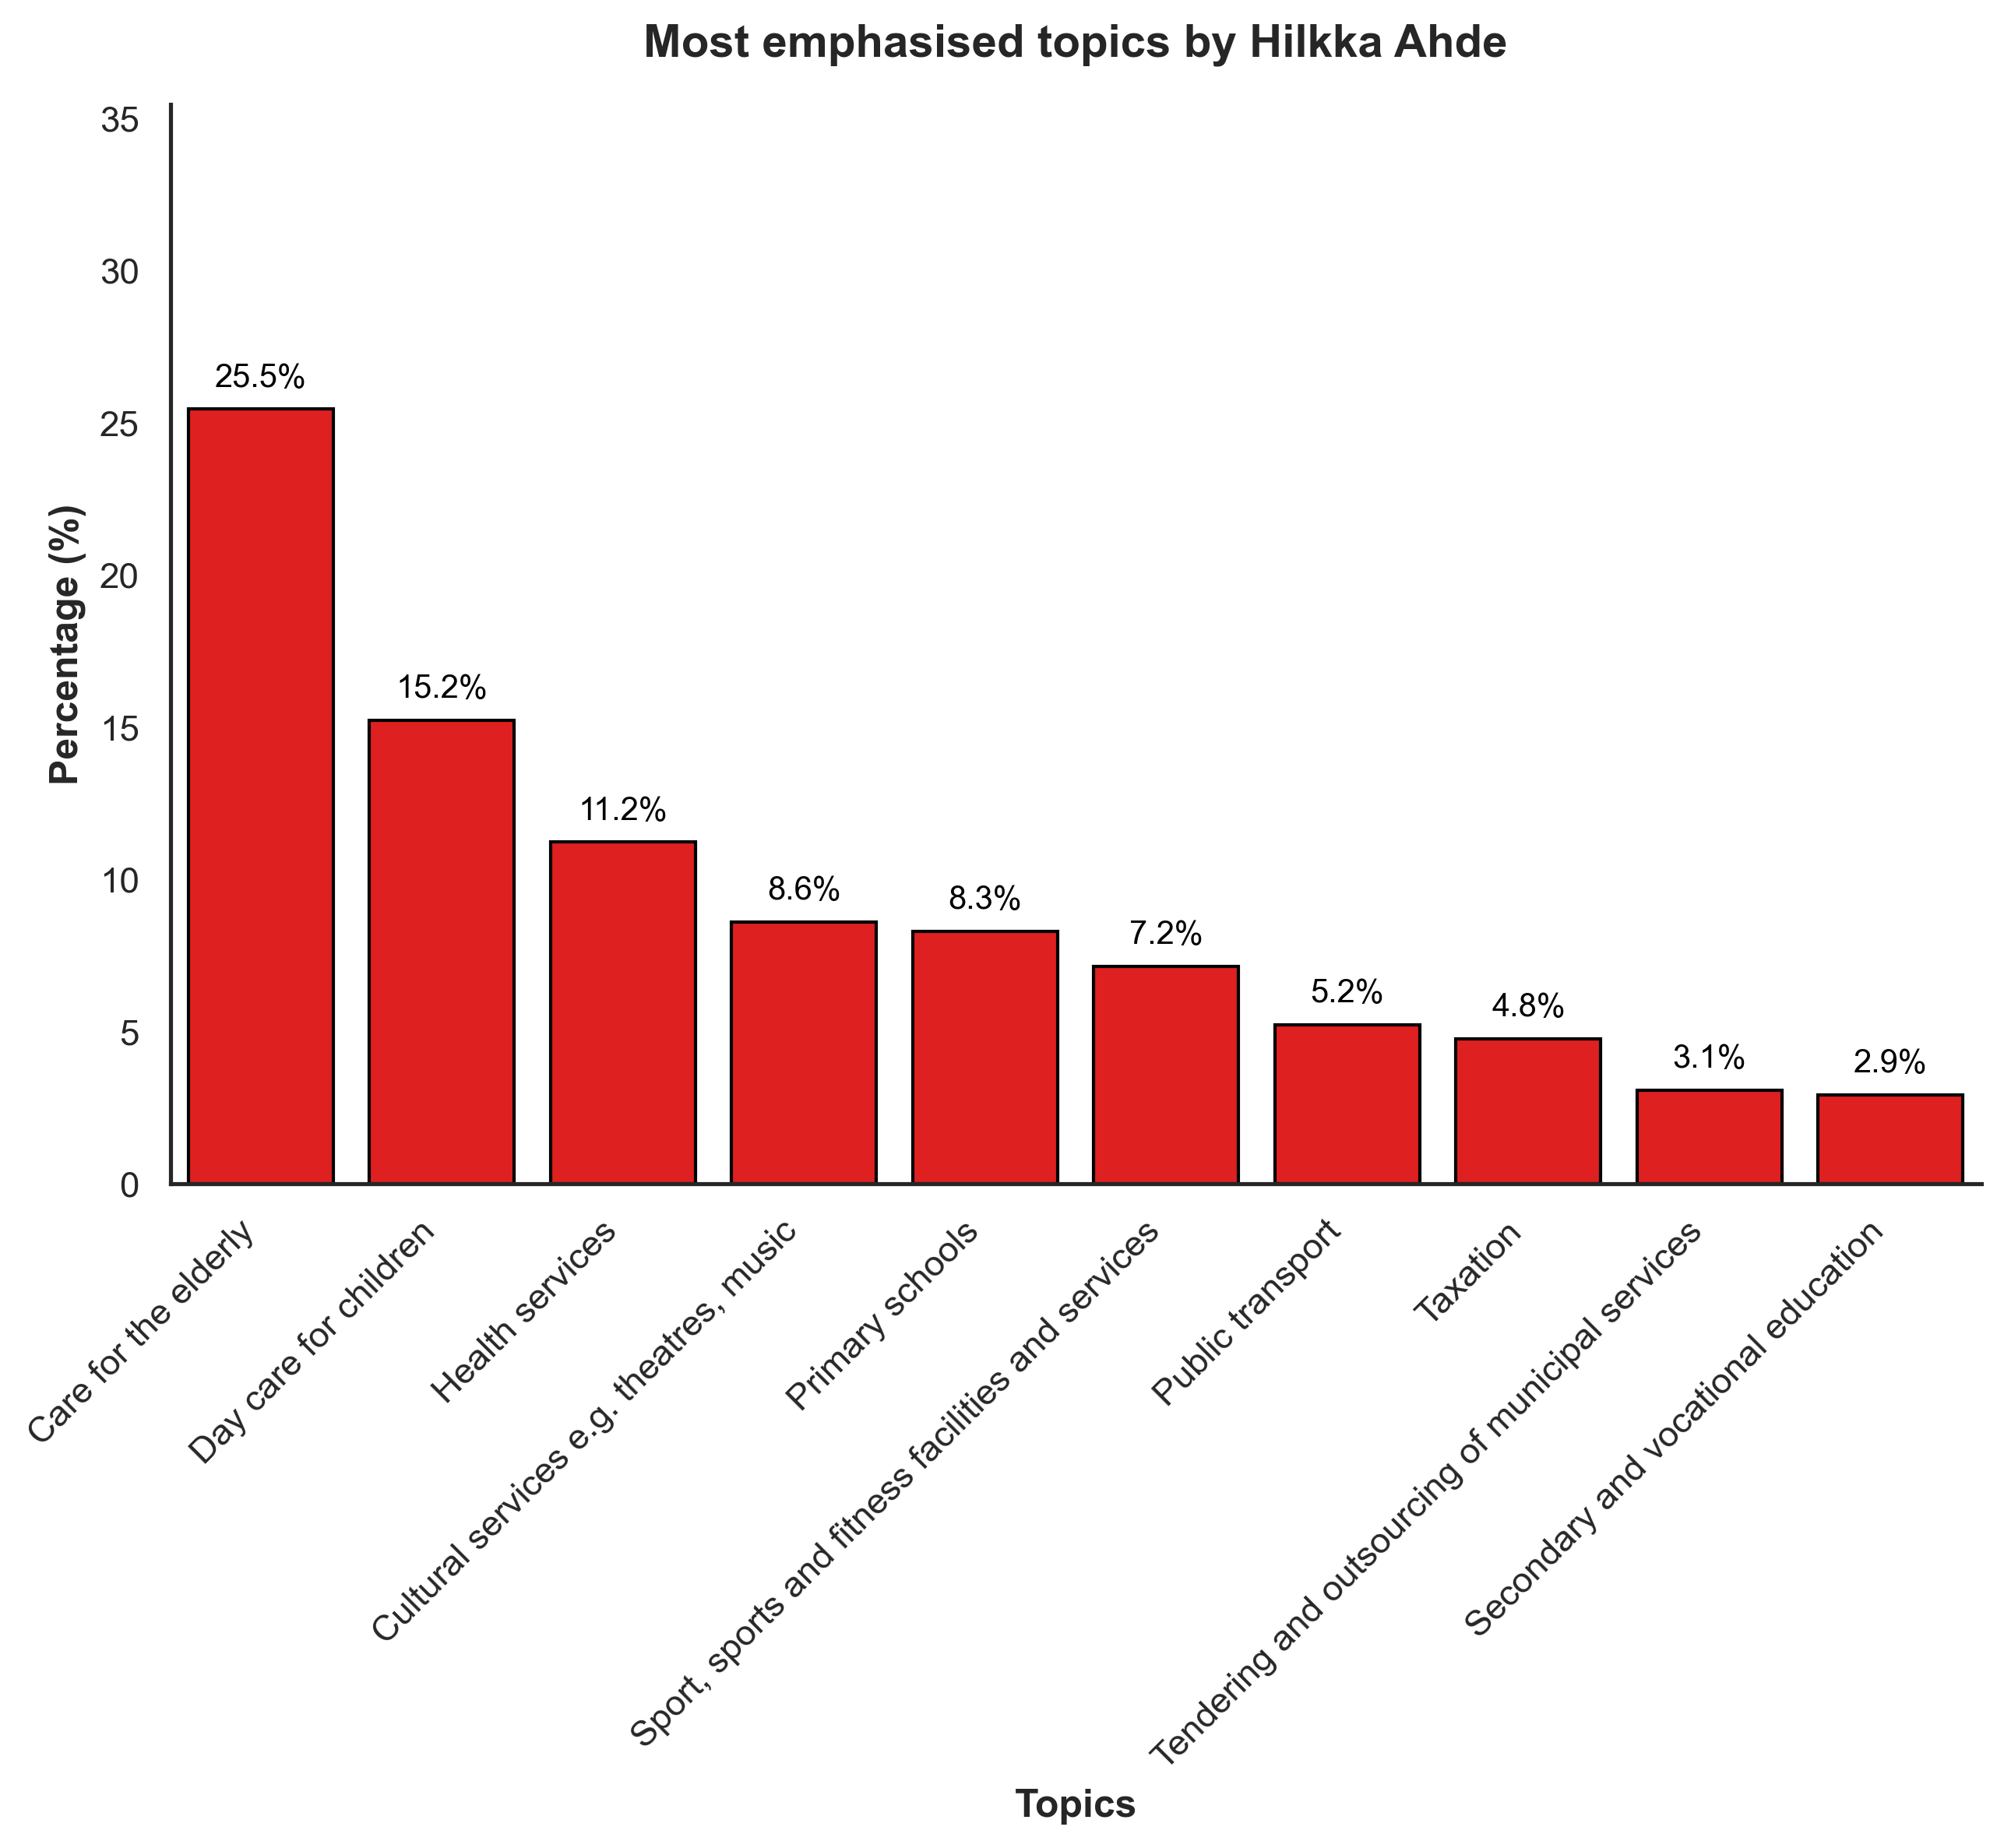 Most emphasised topics by Hilkka Ahde
Percentage (%)
35
30
25
20
15
10
5
0
25.5%
15.2%
11.2%
8.6%
8.3%
7.2%
5.2%
4.8%
3.1%
2.9%
Care for the elderly
Day care for children
Health services
Cultural services e.g. theatres, music
Primary schools
Sport, sports and fitness facilities and services
Public transport
Taxation
Tendering and outsourcing of municipal services
Secondary and vocational education
Topics